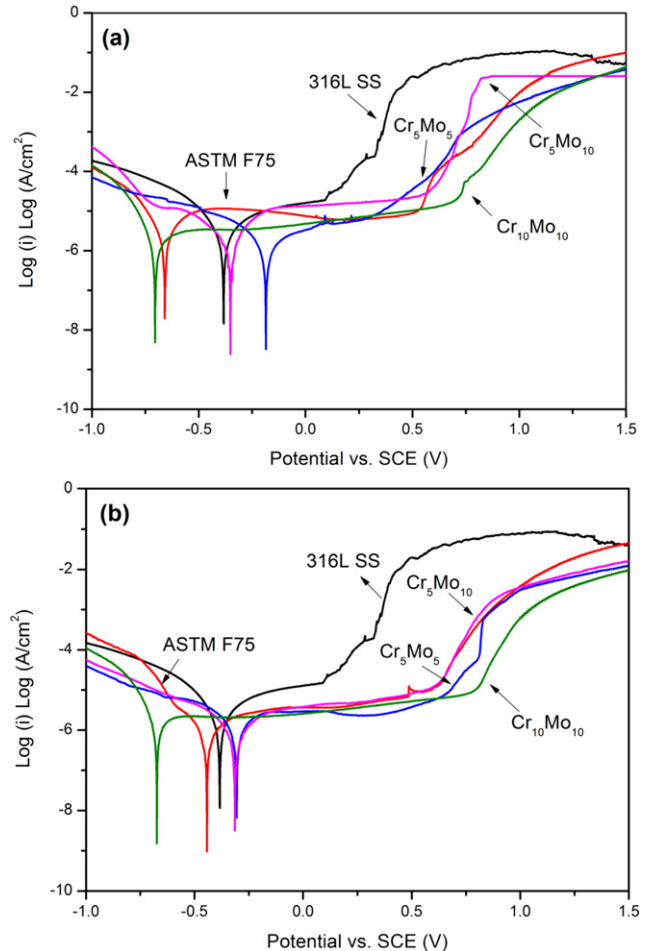 (a)
0
-2
-4
-6
-8
-10
Log (i) Log (A/cm²)
316L SS
ASTM F75
Cr₅Mo₅
Cr₅Mo₁₀
Cr₁₀Mo₁₀
-1.0 -0.5 0.0 0.5 1.0 1.5
Potential vs. SCE (V)
(b)
0
-2
-4
-6
-8
-10
Log (i) Log (A/cm²)
316L SS
ASTM F75
Cr₅Mo₁₀
Cr₅Mo₅
Cr₁₀Mo₁₀
-1.0 -0.5 0.0 0.5 1.0 1.5
Potential vs. SCE (V)